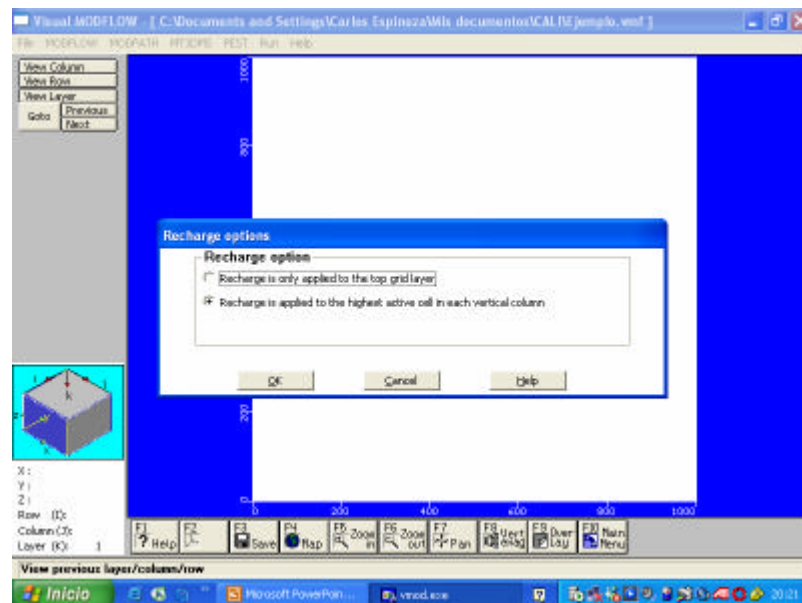 Visual MODFLOW - [ C:\Documents and Settings\Carlos Espinoza\Mis documentos\CALI\Ejemplo.vmf ]
File MODFLOW MODPATH MT3DMS PEST Run Help
View Column
View Row
View Layer
Goto
Previous
Next
1000
800
Recharge options
Recharge option
Recharge is only applied to the top grid layer
Recharge is applied to the highest active cell in each vertical column
OK
Cancel
Help
200
0
0 200 400 600 800 1000
X:
Y:
Z:
Row (I):
Column (J):
Layer (K): 1
F1 Help
F2
F3 Save
F4 Map
F5 Zoom in
F6 Zoom out
F7 Pan
F8 Vert exag
F9 Over Lay
F10 Main Menu
View previous layer/column/row
Inicio
Microsoft PowerPoin...
vmod.exe
20:21